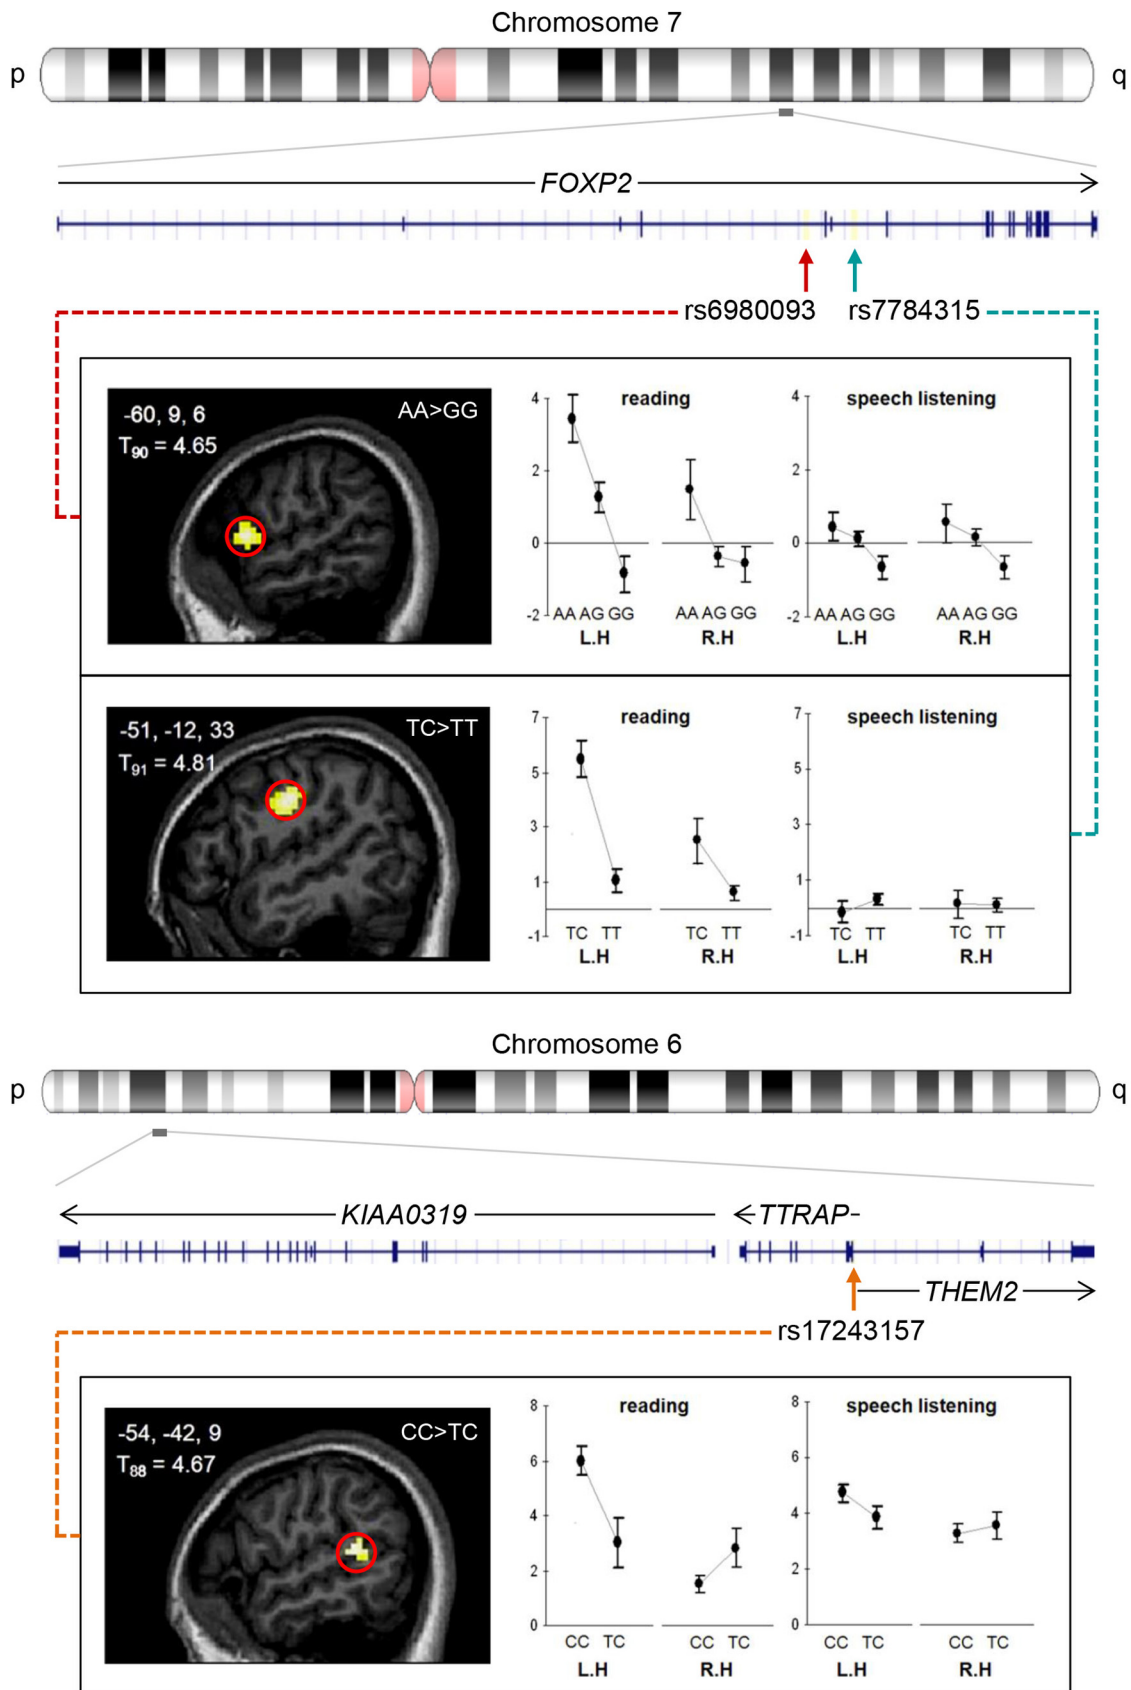 Chromosome 7
p q
FOXP2
rs6980093 rs7784315
-60, 9, 6 AA>GG
T90 = 4.65
reading speech listening
4 4
2 2
0 0
-2 AA AG GG AA AG GG -2 AA AG GG AA AG GG
L.H R.H L.H R.H
-51, -12, 33 TC>TT
T91 = 4.81
reading speech listening
7 7
5 5
3 3
1 1
-1 TC TT TC TT -1 TC TT TC TT
L.H R.H L.H R.H
Chromosome 6
p q
KIAA0319 TTRAP
THEM2
rs17243157
-54, -42, 9 CC>TC
T88 = 4.67
reading speech listening
8 8
6 6
4 4
2 2
0 0
CC TC CC TC CC TC CC TC
L.H R.H L.H R.H